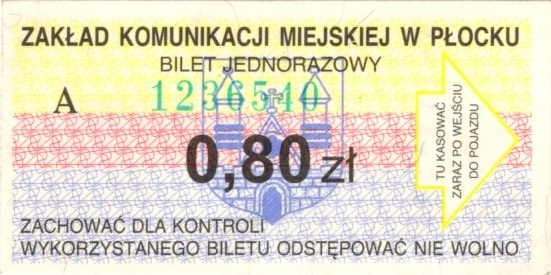 ZAKŁAD KOMUNIKACJI MIEJSKIEJ W PŁOCKU
BILET JEDNORAZOWY
A 1236540
0,80 zł
TU KASOWAĆ
ZARAZ PO WEJŚCIU
DO POJAZDU
ZACHOWAĆ DLA KONTROLI
WYKORZYSTANEGO BILETU ODSTĘPOWAĆ NIE WOLNO